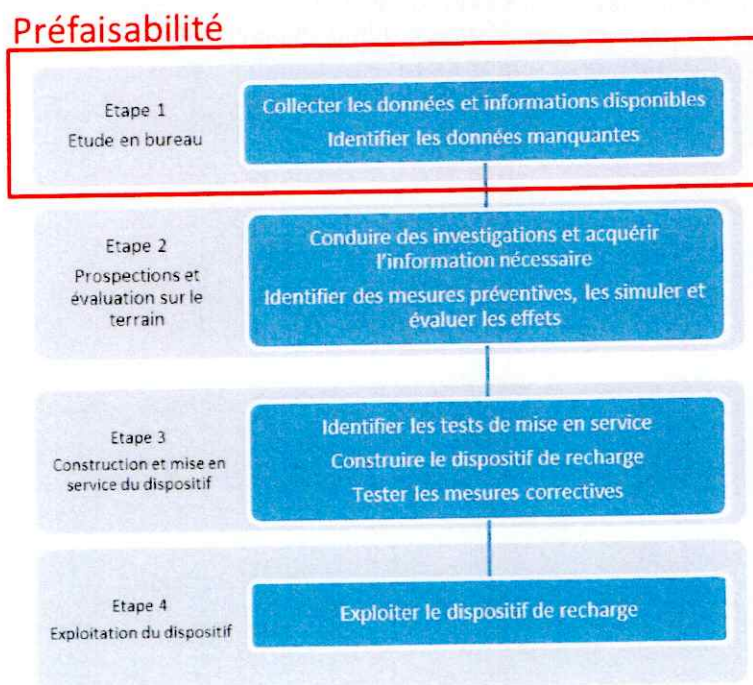 Préfaisabilité
Etape 1
Etude en bureau
Collecter les données et informations disponibles
Identifier les données manquantes
Etape 2
Prospections et
évaluation sur le
terrain
Conduire des investigations et acquérir
l'information nécessaire
Identifier des mesures préventives, les simuler et
évaluer les effets
Etape 3
Construction et mise en
service du dispositif
Identifier les tests de mise en service
Construire le dispositif de recharge
Tester les mesures correctives
Etape 4
Exploitation du dispositif
Exploiter le dispositif de recharge